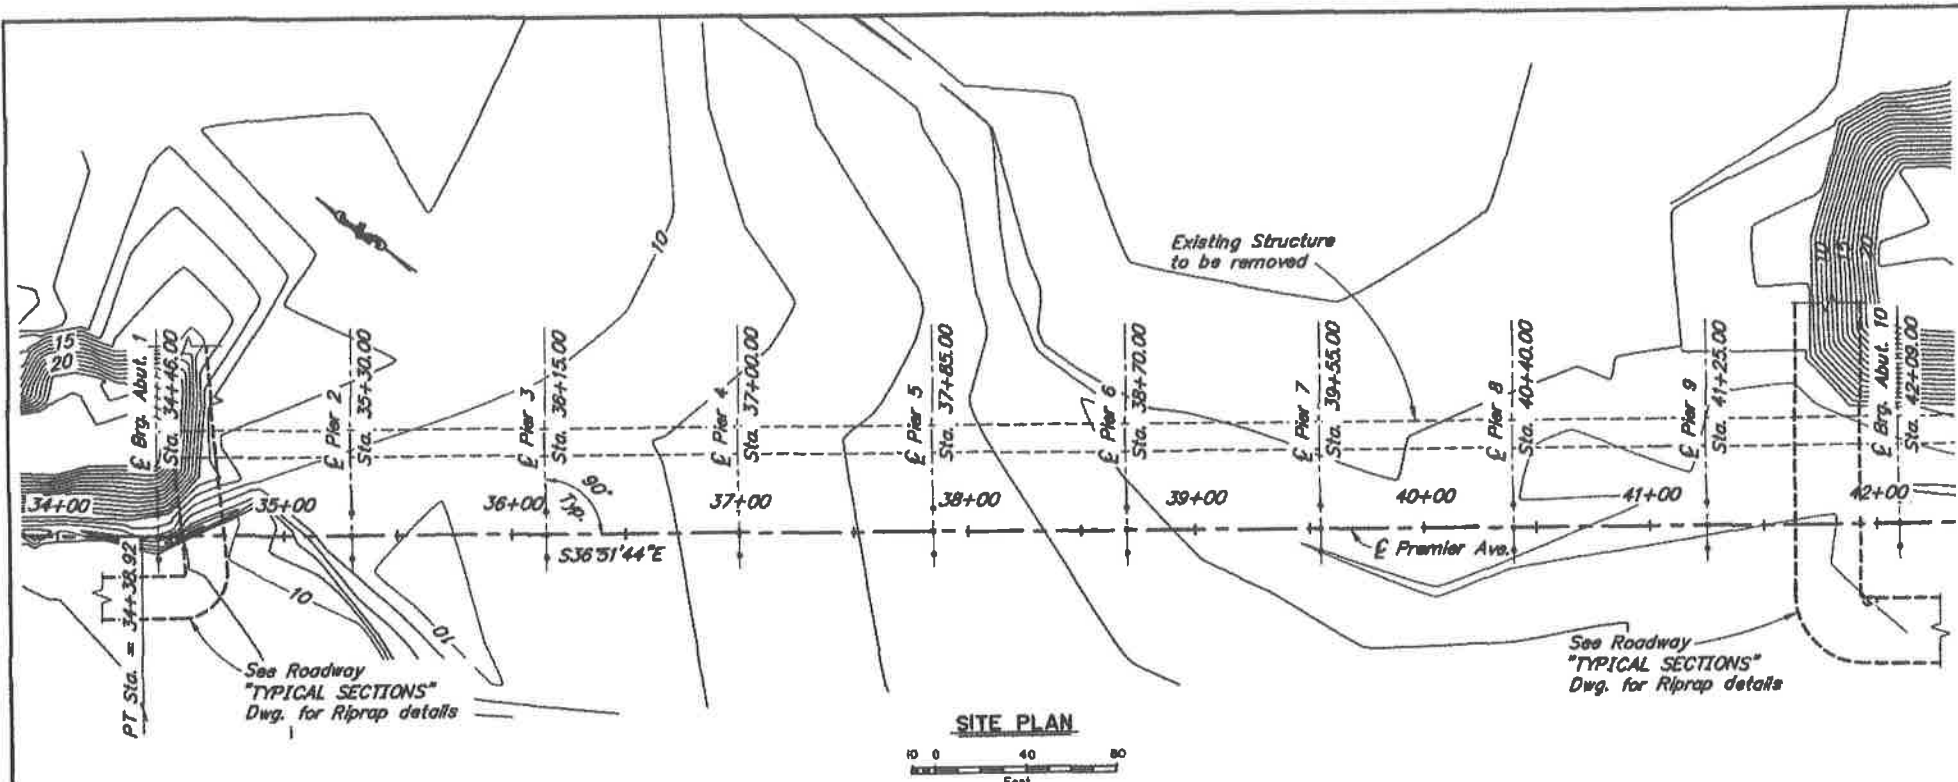 10
Existing Structure
to be removed
10
15
20
15
20
℄ Brg. Abut. 1
Sta. 34+46.00
℄ Pier 2
Sta. 35+30.00
℄ Pier 3
Sta. 36+15.00
℄ Pier 4
Sta. 37+00.00
℄ Pier 5
Sta. 37+85.00
℄ Pier 6
Sta. 38+70.00
℄ Pier 7
Sta. 39+55.00
℄ Pier 8
Sta. 40+40.00
℄ Pier 9
Sta. 41+25.00
℄ Brg. Abut. 10
Sta. 42+09.00
34+00
35+00
36+00
90°
Typ.
37+00
38+00
39+00
40+00
41+00
42+00
S36°51'44"E
℄ Premier Ave.
PT Sta. = 34+38.92
10
10
See Roadway
"TYPICAL SECTIONS"
Dwg. for Riprap details
See Roadway
"TYPICAL SECTIONS"
Dwg. for Riprap details
SITE PLAN
10 0 40 80
Feet